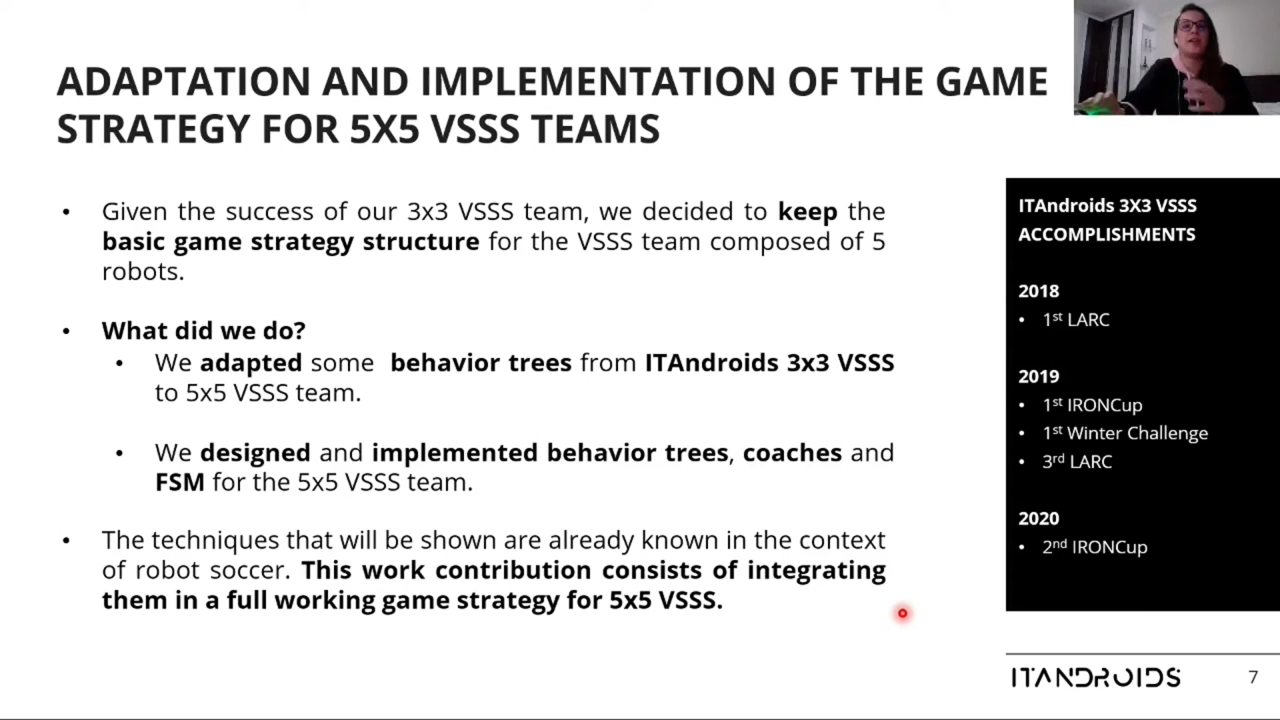 ADAPTATION AND IMPLEMENTATION OF THE GAME
STRATEGY FOR 5X5 VSSS TEAMS
• Given the success of our 3x3 VSSS team, we decided to keep the
basic game strategy structure for the VSSS team composed of 5
robots.
• What did we do?
• We adapted some behavior trees from ITAndroids 3x3 VSSS
to 5x5 VSSS team.
• We designed and implemented behavior trees, coaches and
FSM for the 5x5 VSSS team.
• The techniques that will be shown are already known in the context
of robot soccer. This work contribution consists of integrating
them in a full working game strategy for 5x5 VSSS.
ITAndroids 3X3 VSSS
ACCOMPLISHMENTS
2018
• 1st LARC
2019
• 1st IRONCup
• 1st Winter Challenge
• 3rd LARC
2020
• 2nd IRONCup
ITANDROIDS
7